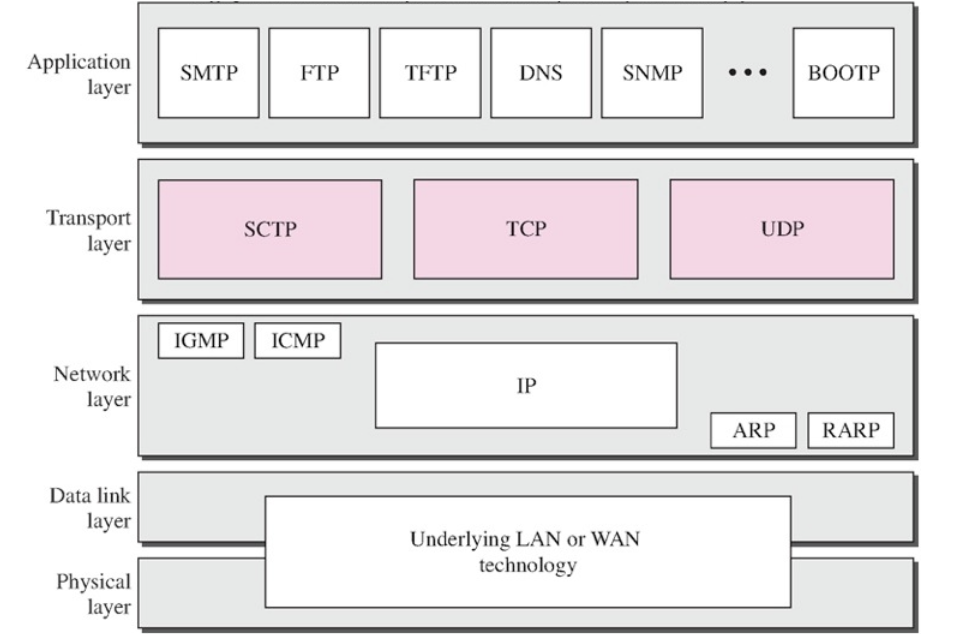 Application
layer
SMTP
FTP
TFTP
DNS
SNMP
•••
BOOTP
Transport
layer
SCTP
TCP
UDP
Network
layer
IGMP
ICMP
IP
ARP
RARP
Data link
layer
Underlying LAN or WAN
technology
Physical
layer